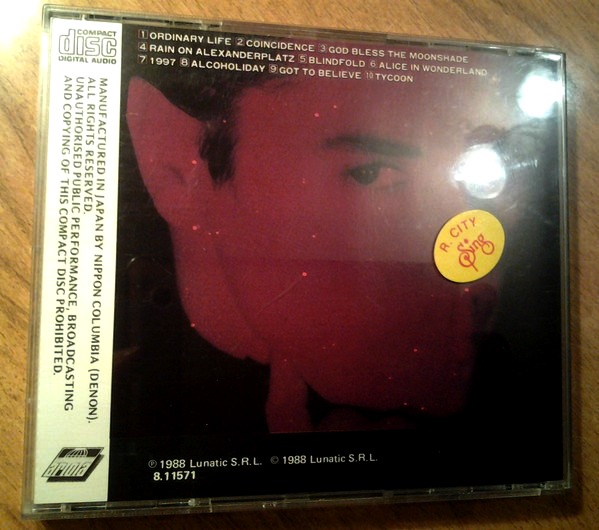 COMPACT
disc
DIGITAL AUDIO
1 ORDINARY LIFE 2 COINCIDENCE 3 GOD BLESS THE MOONSHADE
4 RAIN ON ALEXANDERPLATZ 5 BLINDFOLD 6 ALICE IN WONDERLAND
7 1997 8 ALCOHOLIDAY 9 GOT TO BELIEVE 10 TYCOON
MANUFACTURED IN JAPAN BY NIPPON COLUMBIA (DENON).
ALL RIGHTS RESERVED.
UNAUTHORISED PUBLIC PERFORMANCE, BROADCASTING
AND COPYING OF THIS COMPACT DISC PROHIBITED.
R. CITY
Sing
℗ 1988 Lunatic S.R.L. © 1988 Lunatic S.R.L.
8.11571